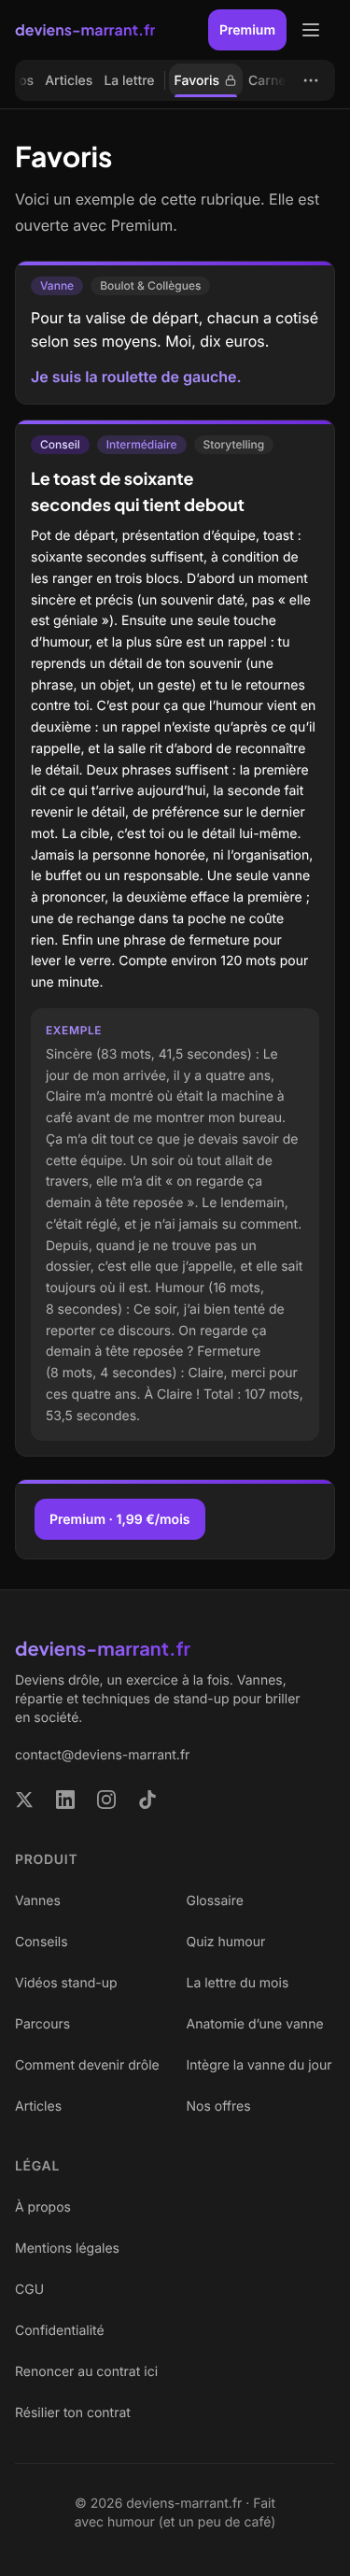 deviens-marrant.fr
Premium
os Articles La lettre Favoris Carne
Favoris
Voici un exemple de cette rubrique. Elle est
ouverte avec Premium.
Vanne Boulot & Collègues
Pour ta valise de départ, chacun a cotisé
selon ses moyens. Moi, dix euros.
Je suis la roulette de gauche.
Conseil Intermédiaire Storytelling
Le toast de soixante
secondes qui tient debout
Pot de départ, présentation d’équipe, toast :
soixante secondes suffisent, à condition de
les ranger en trois blocs. D’abord un moment
sincère et précis (un souvenir daté, pas « elle
est géniale »). Ensuite une seule touche
d’humour, et la plus sûre est un rappel : tu
reprends un détail de ton souvenir (une
phrase, un objet, un geste) et tu le retournes
contre toi. C’est pour ça que l’humour vient en
deuxième : un rappel n’existe qu’après ce qu’il
rappelle, et la salle rit d’abord de reconnaître
le détail. Deux phrases suffisent : la première
dit ce qui t’arrive aujourd’hui, la seconde fait
revenir le détail, de préférence sur le dernier
mot. La cible, c’est toi ou le détail lui-même.
Jamais la personne honorée, ni l’organisation,
le buffet ou un responsable. Une seule vanne
à prononcer, la deuxième efface la première ;
une de rechange dans ta poche ne coûte
rien. Enfin une phrase de fermeture pour
lever le verre. Compte environ 120 mots pour
une minute.
EXEMPLE
Sincère (83 mots, 41,5 secondes) : Le
jour de mon arrivée, il y a quatre ans,
Claire m’a montré où était la machine à
café avant de me montrer mon bureau.
Ça m’a dit tout ce que je devais savoir de
cette équipe. Un soir où tout allait de
travers, elle m’a dit « on regarde ça
demain à tête reposée ». Le lendemain,
c’était réglé, et je n’ai jamais su comment.
Depuis, quand je ne trouve pas un
dossier, c’est elle que j’appelle, et elle sait
toujours où il est. Humour (16 mots,
8 secondes) : Ce soir, j’ai bien tenté de
reporter ce discours. On regarde ça
demain à tête reposée ? Fermeture
(8 mots, 4 secondes) : Claire, merci pour
ces quatre ans. À Claire ! Total : 107 mots,
53,5 secondes.
Premium · 1,99 €/mois
deviens-marrant.fr
Deviens drôle, un exercice à la fois. Vannes,
répartie et techniques de stand-up pour briller
en société.
contact@deviens-marrant.fr
PRODUIT
Vannes Glossaire
Conseils Quiz humour
Vidéos stand-up La lettre du mois
Parcours Anatomie d’une vanne
Comment devenir drôle Intègre la vanne du jour
Articles Nos offres
LÉGAL
À propos
Mentions légales
CGU
Confidentialité
Renoncer au contrat ici
Résilier ton contrat
© 2026 deviens-marrant.fr · Fait
avec humour (et un peu de café)